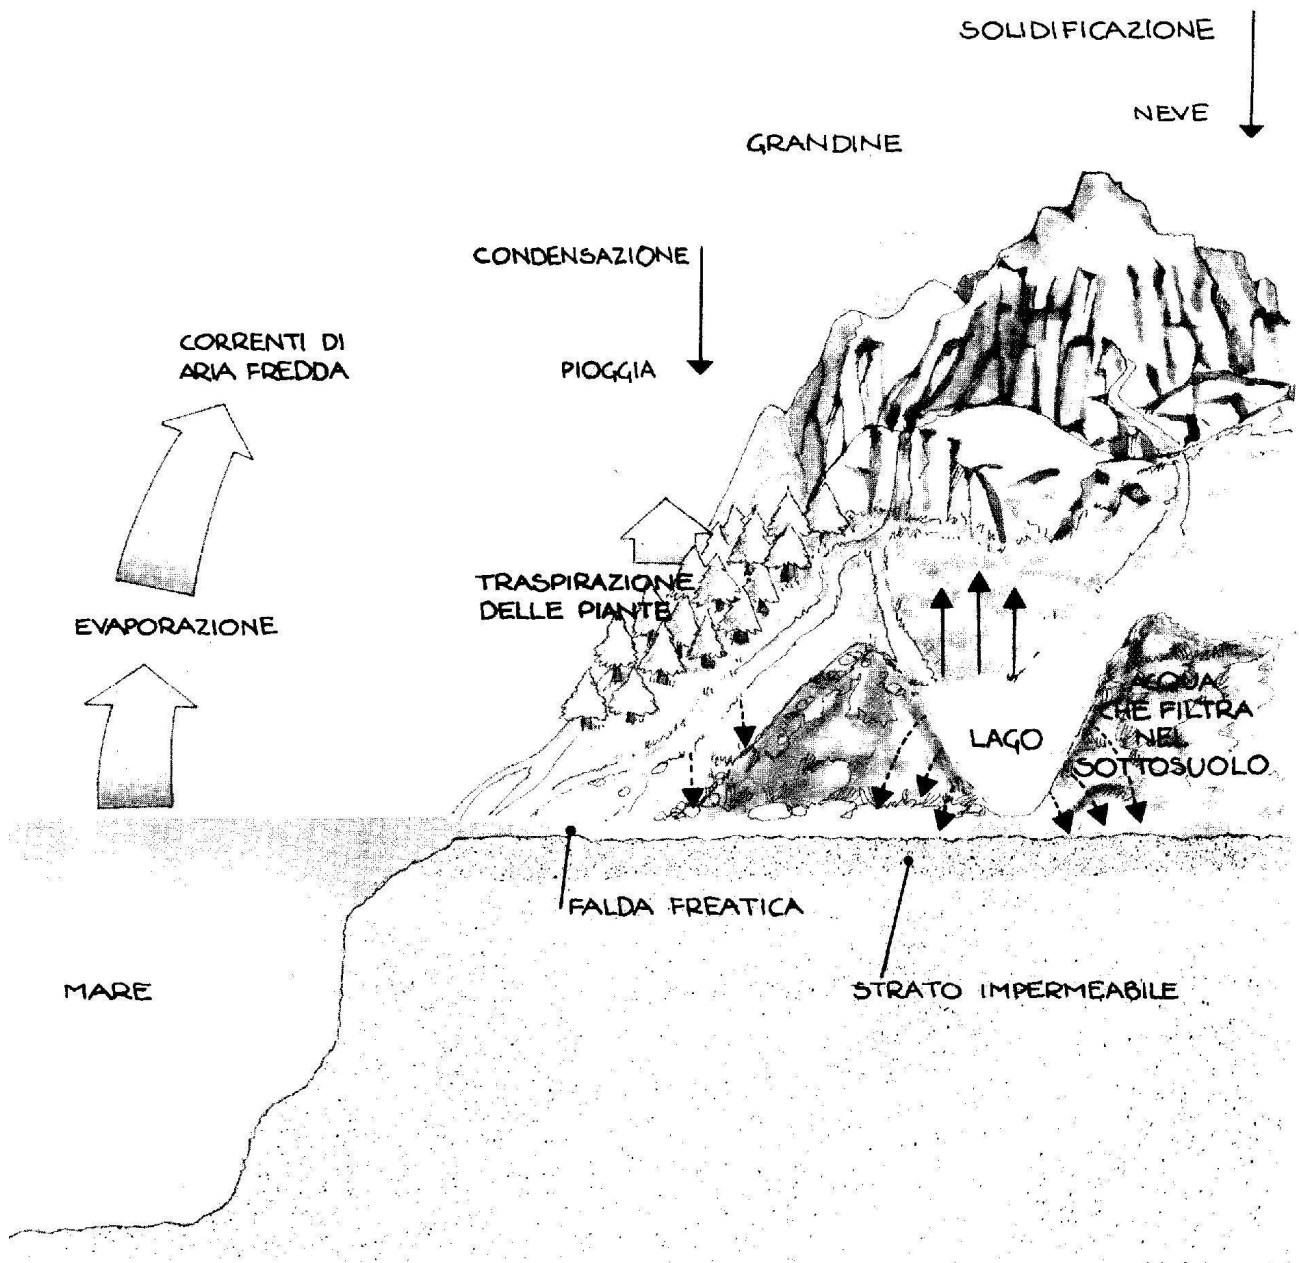 SOLIDIFICAZIONE
NEVE
GRANDINE
CONDENSAZIONE
CORRENTI DI
ARIA FREDDA
PIOGGIA
TRASPIRAZIONE
DELLE PIANTE
EVAPORAZIONE
ACQUA
CHE FILTRA
NEL
SOTTOSUOLO
LAGO
FALDA FREATICA
MARE
STRATO IMPERMEABILE